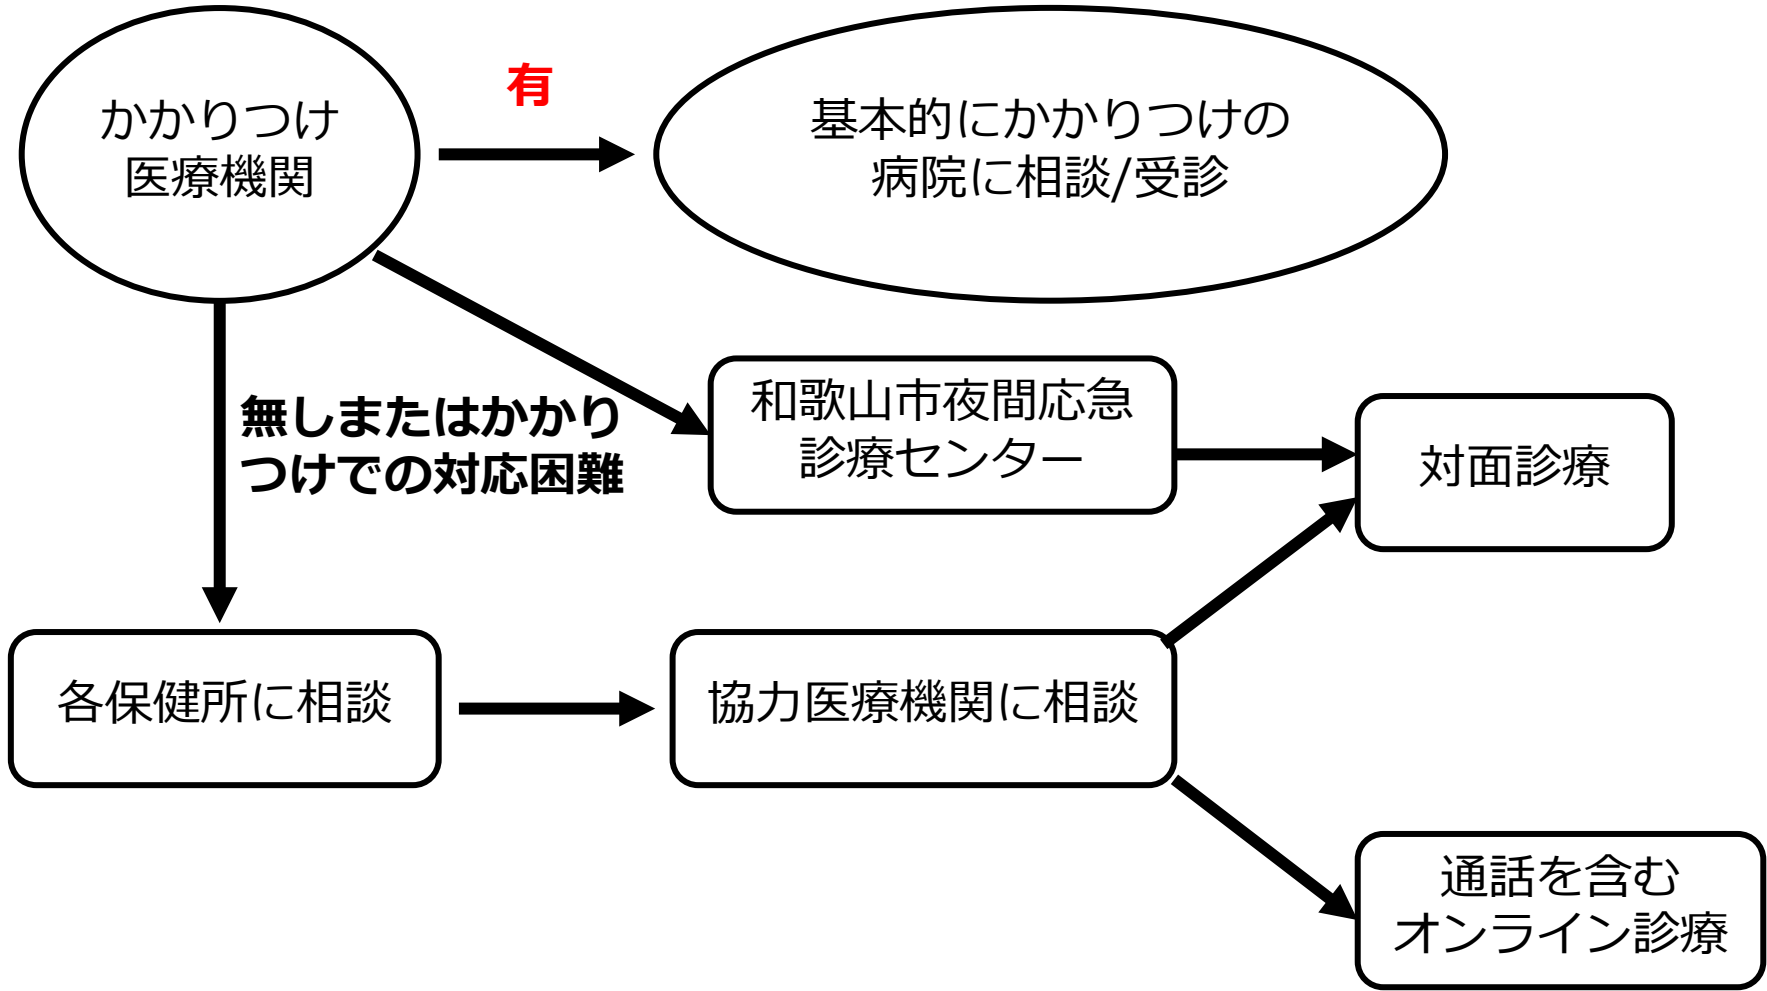 かかりつけ
医療機関
有
基本的にかかりつけの
病院に相談/受診
無しまたはかかり
つけでの対応困難
和歌山市夜間応急
診療センター
対面診療
各保健所に相談
協力医療機関に相談
通話を含む
オンライン診療